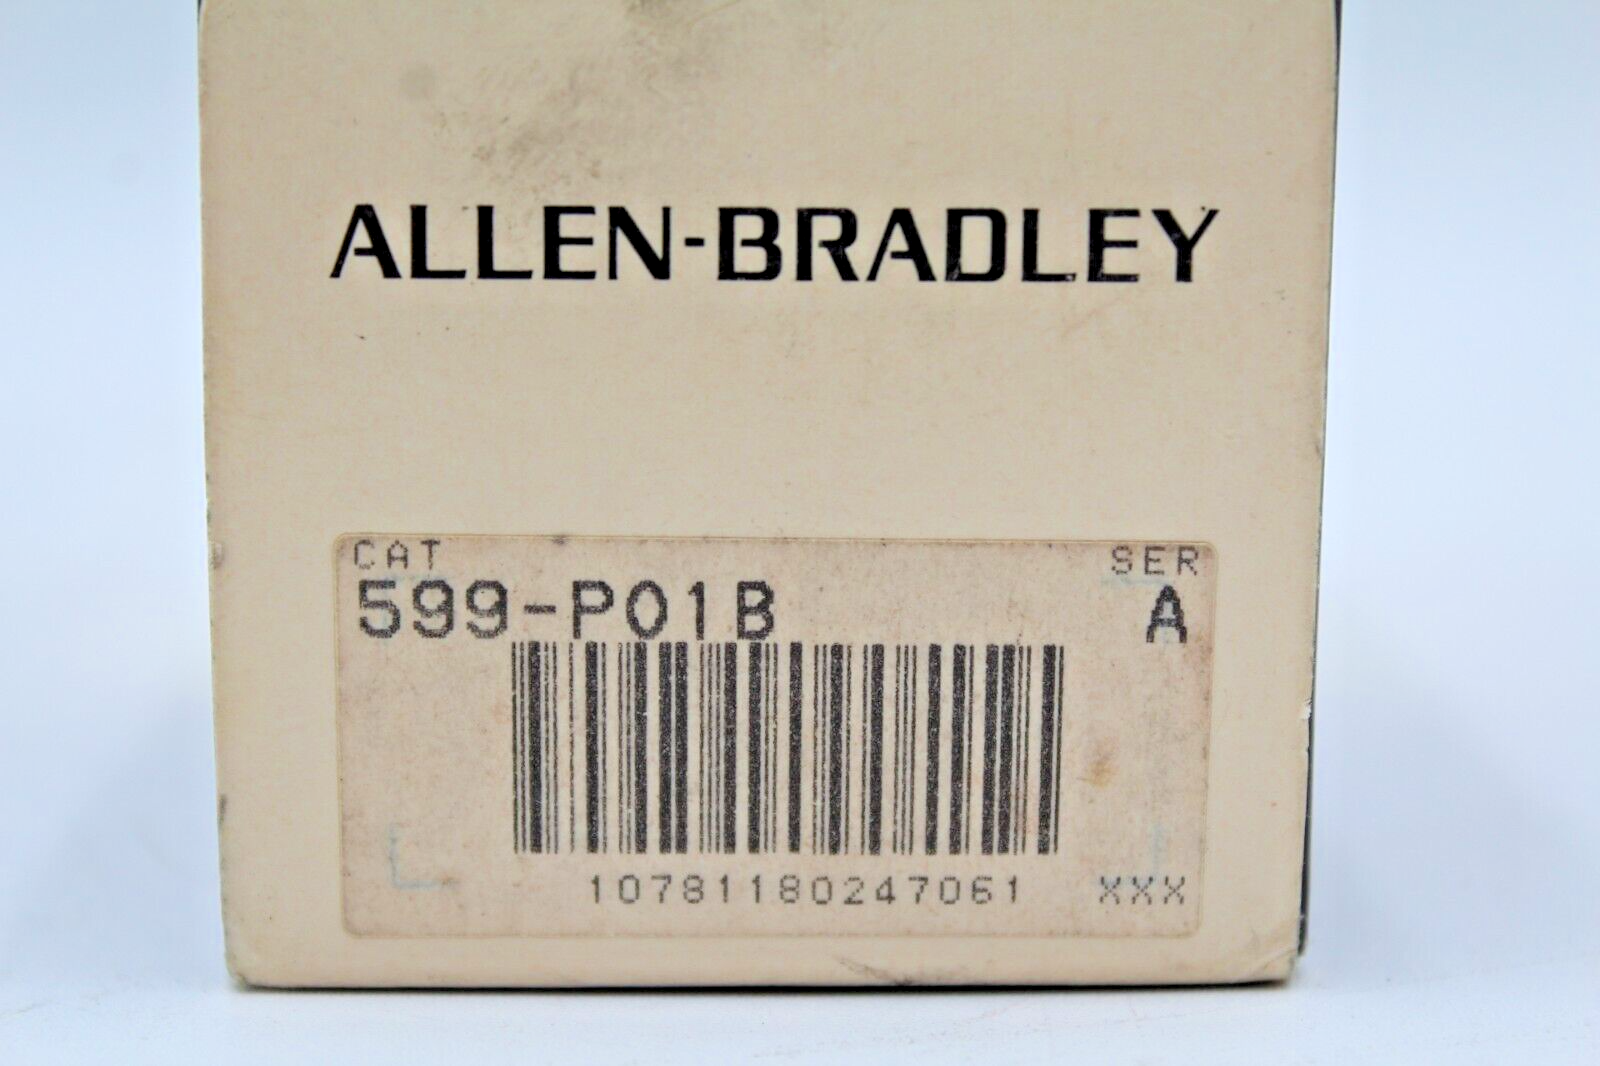 ALLEN-BRADLEY
CAT SER
599-P01B A
10781180247061 XXX